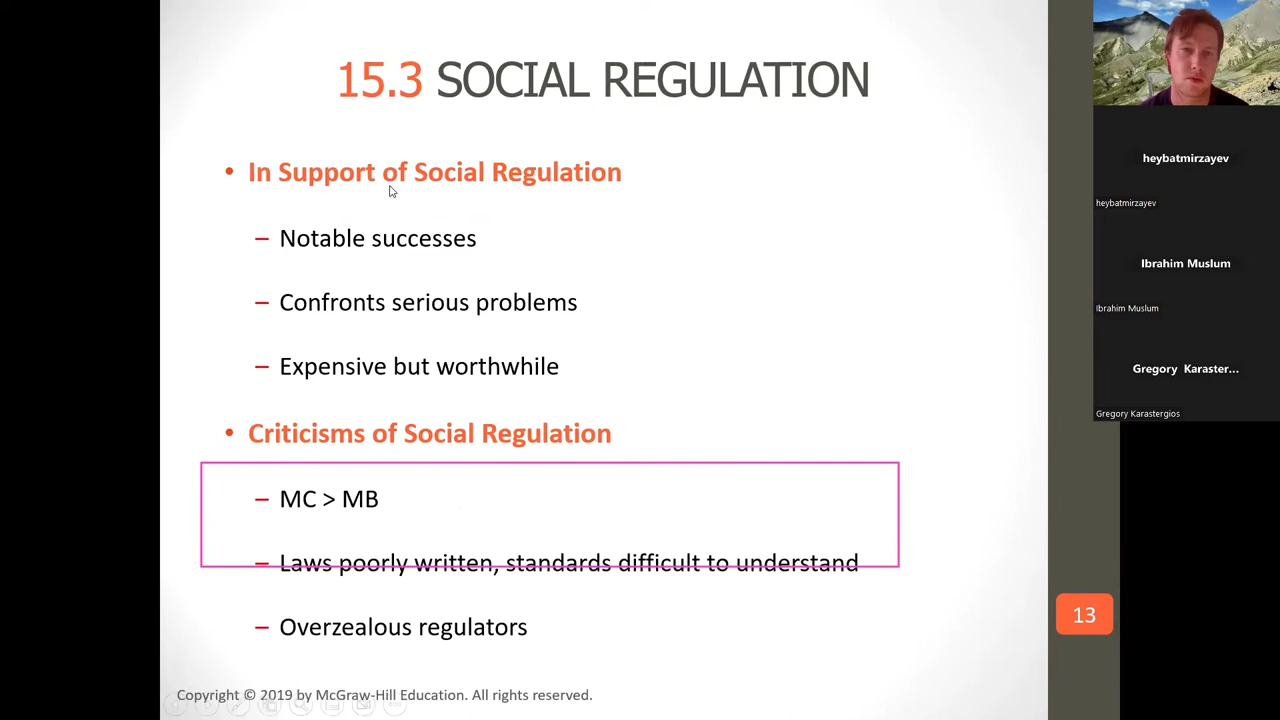 15.3 SOCIAL REGULATION
• In Support of Social Regulation
– Notable successes
– Confronts serious problems
– Expensive but worthwhile
• Criticisms of Social Regulation
– MC > MB
– Laws poorly written, standards difficult to understand
– Overzealous regulators
Copyright © 2019 by McGraw-Hill Education. All rights reserved.
13
heybatmirzayev
heybatmirzayev
Ibrahim Muslum
Ibrahim Muslum
Gregory Karaster...
Gregory Karastergios